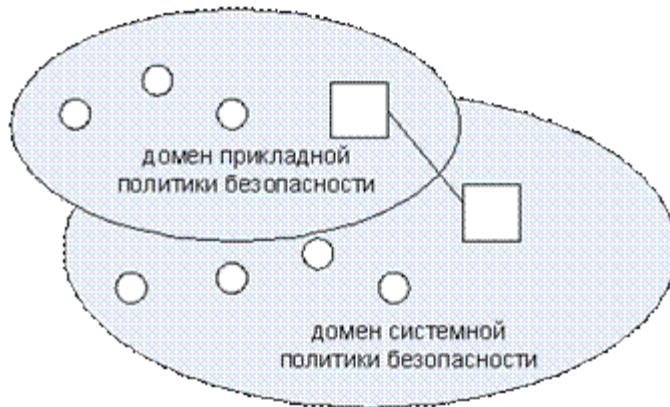 домен прикладной
политики безопасности
домен системной
политики безопасности